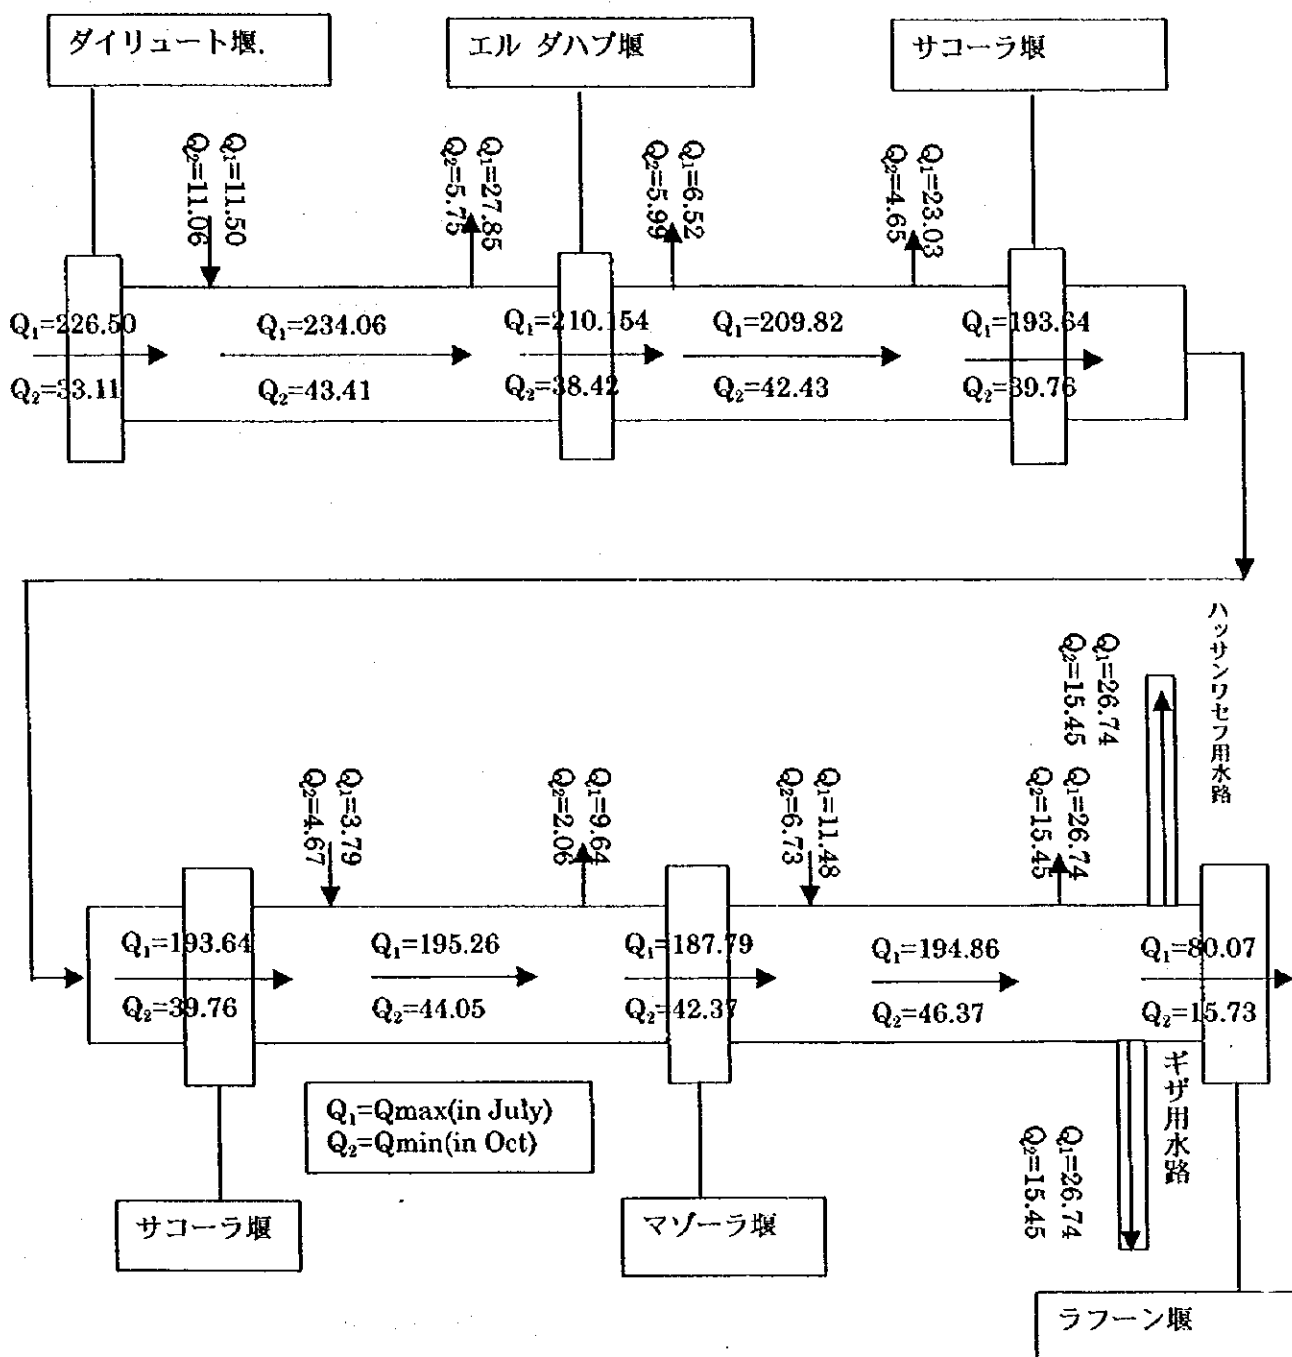 ダイリュート堰.
エル ダハブ堰
サコーラ堰
Q₁=11.50
Q₂=11.06
Q₁=27.85
Q₂=5.75
Q₁=6.52
Q₂=5.99
Q₁=23.03
Q₂=4.65
Q₁=226.50
Q₁=234.06
Q₁=210.154
Q₁=209.82
Q₁=193.64
Q₂=33.11
Q₂=43.41
Q₂=38.42
Q₂=42.43
Q₂=39.76
ハッサンワセフ用水路
Q₁=26.74
Q₂=15.45
Q₁=3.79
Q₂=4.67
Q₁=9.64
Q₂=2.06
Q₁=11.48
Q₂=6.73
Q₁=26.74
Q₂=15.45
Q₁=193.64
Q₁=195.26
Q₁=187.79
Q₁=194.86
Q₁=80.07
Q₂=39.76
Q₂=44.05
Q₂=42.37
Q₂=46.37
Q₂=15.73
Q₁=Qmax(in July)
Q₂=Qmin(in Oct)
ギザ用水路
Q₁=26.74
Q₂=15.45
サコーラ堰
マゾーラ堰
ラフーン堰